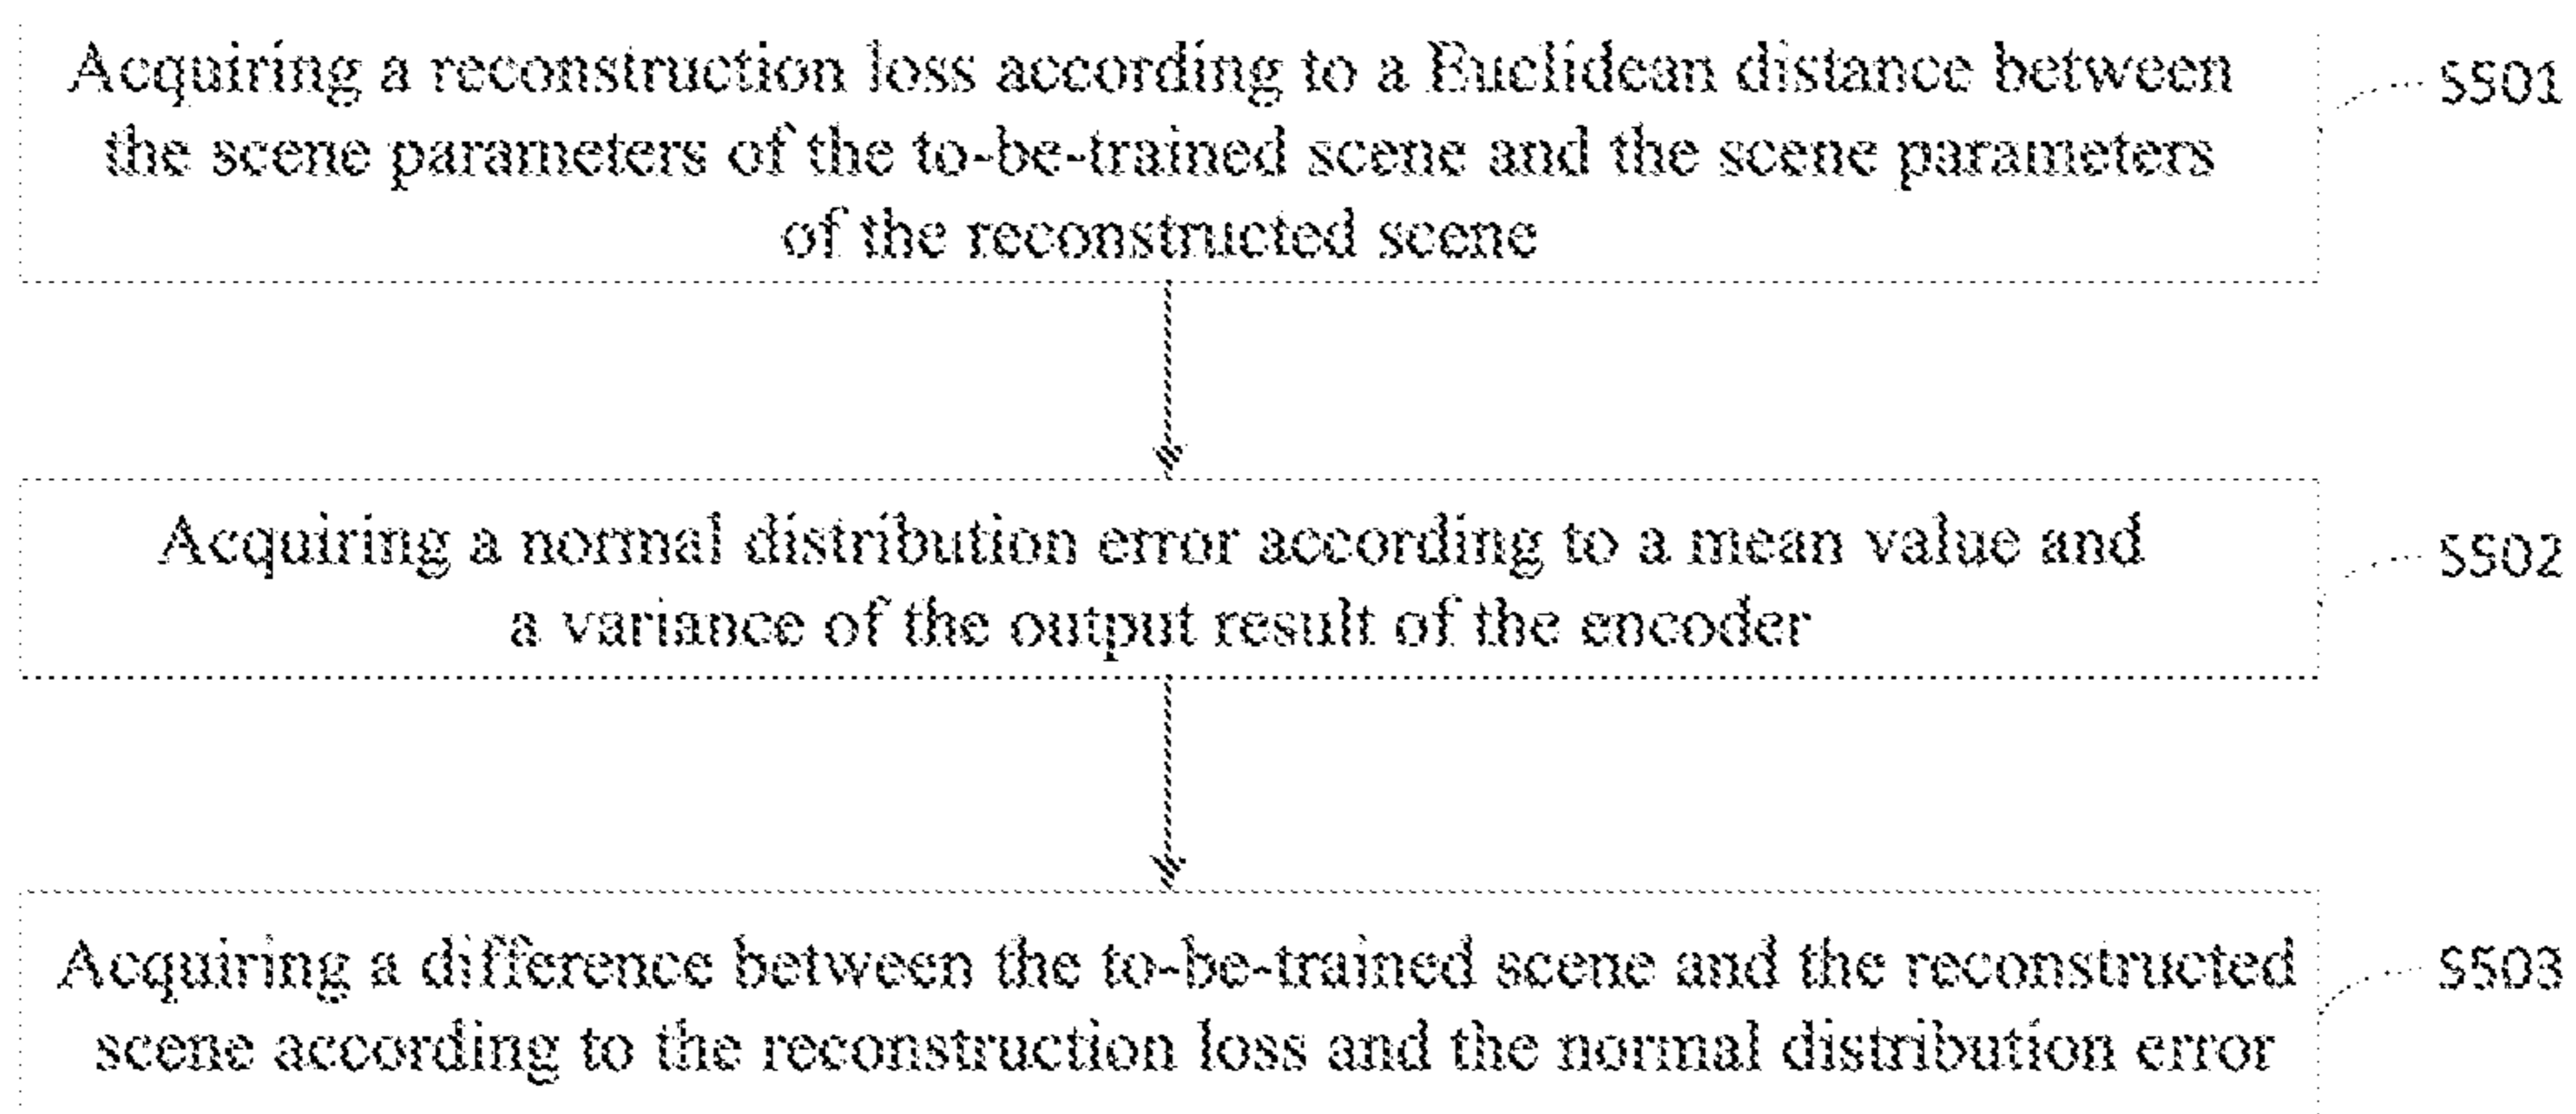 Acquiring a reconstruction loss according to a Euclidean distance between
S501
the scene parameters of the to-be-trained scene and the scene parameters
of the reconstructed scene
Acquiring a normal distribution error according to a mean value and
S502
a variance of the output result of the encoder
Acquiring a difference between the to-be-trained scene and the reconstructed
S503
scene according to the reconstruction loss and the normal distribution error